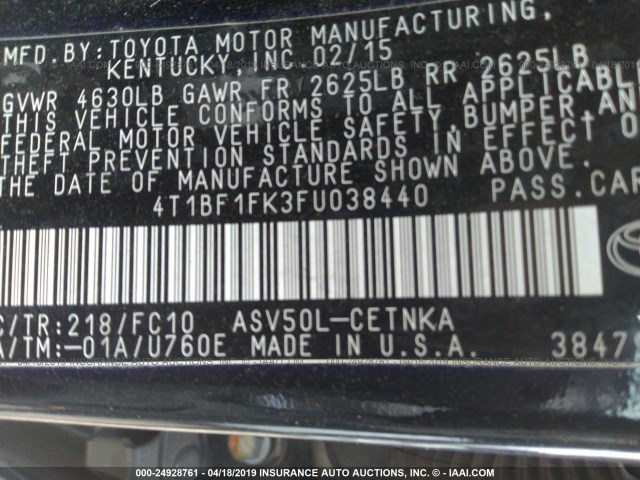 MFD.BY:TOYOTA MOTOR MANUFACTURING,
KENTUCKY, INC 02/15
GVWR 4630LB GAWR FR 2625LB RR 2625LB
THIS VEHICLE CONFORMS TO ALL APPLICABL
FEDERAL MOTOR VEHICLE SAFETY, BUMPER, AN
THEFT PREVENTION STANDARDS IN EFFECT O
THE DATE OF MANUFACTURE SHOWN ABOVE.
4T1BF1FK3FU038440 PASS.CAR
C/TR:218/FC10 ASV50L-CETNKA
A/TM:-01A/U760E MADE IN U.S.A. 3847
000-24928761 - 04/18/2019 INSURANCE AUTO AUCTIONS, INC. - IAAI.COM